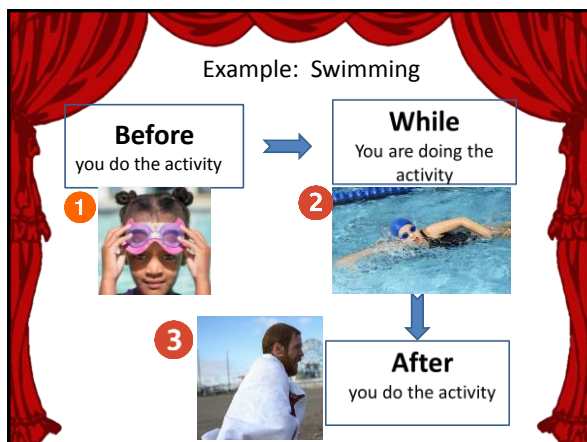 Example: Swimming
Before
you do the activity
While
You are doing the
activity
1
2
3
After
you do the activity